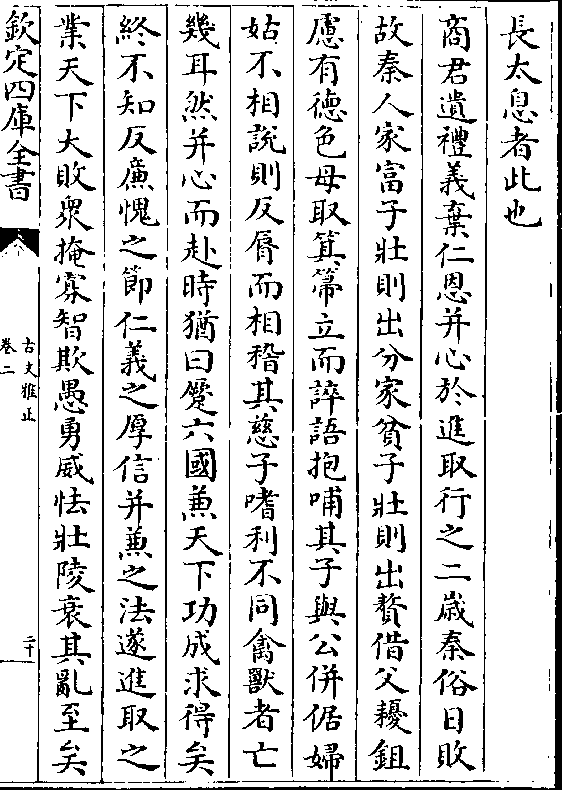 長太息者此也
商君遺禮義棄仁恩并心於進取行之二嵗秦俗日敗
故秦人家富子壯則出分家貧子壯則出贅借父耰鉏
慮有徳色母取箕箒立而誶語抱哺其子與公併倨婦
姑不相說則反脣而相稽其慈子嗜利不同禽獸者亡
幾耳然并心而赴時猶曰蹷六國兼天下功成求得矣
終不知反廉愧之節仁義之厚信并兼之法遂進取之
業天下大敗衆掩寡智欺愚勇威怯壯陵衰其亂至矣
欽定四庫全書
古文雅正
卷二
二十